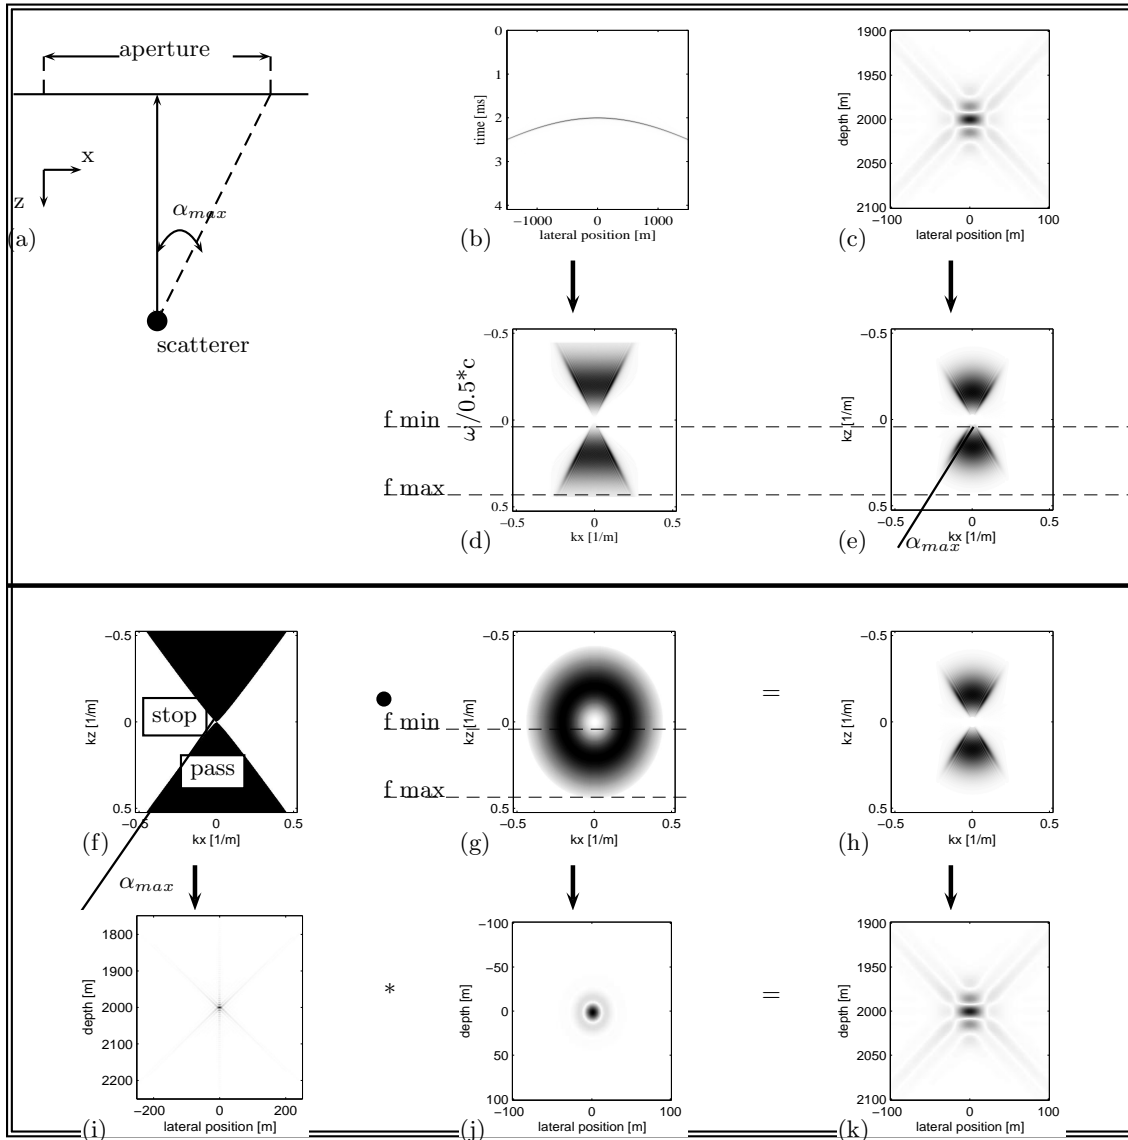 aperture
x
z
α max
(a)
scatterer
0
1
2
3
4
time [ms]
−1000 0 1000
lateral position [m]
(b)
1900
1950
2000
2050
2100
depth [m]
−100 0 100
lateral position [m]
(c)
−0.5
0
0.5
ω/0.5*c
f min
f max
−0.5 0 0.5
kx [1/m]
(d)
−0.5
0
0.5
kz [1/m]
−0.5 0 0.5
kx [1/m]
α max
(e)
−0.5
0
0.5
kz [1/m]
stop
pass
−0.5 0 0.5
kx [1/m]
(f)
α max
f min
f max
−0.5
0
0.5
kz [1/m]
−0.5 0 0.5
kx [1/m]
(g)
=
−0.5
0
0.5
kz [1/m]
−0.5 0 0.5
kx [1/m]
(h)
1800
1900
2000
2100
2200
depth [m]
−200 0 200
lateral position [m]
(i)
*
−100
−50
0
50
100
depth [m]
−100 0 100
lateral position [m]
(j)
=
1900
1950
2000
2050
2100
depth [m]
−100 0 100
lateral position [m]
(k)